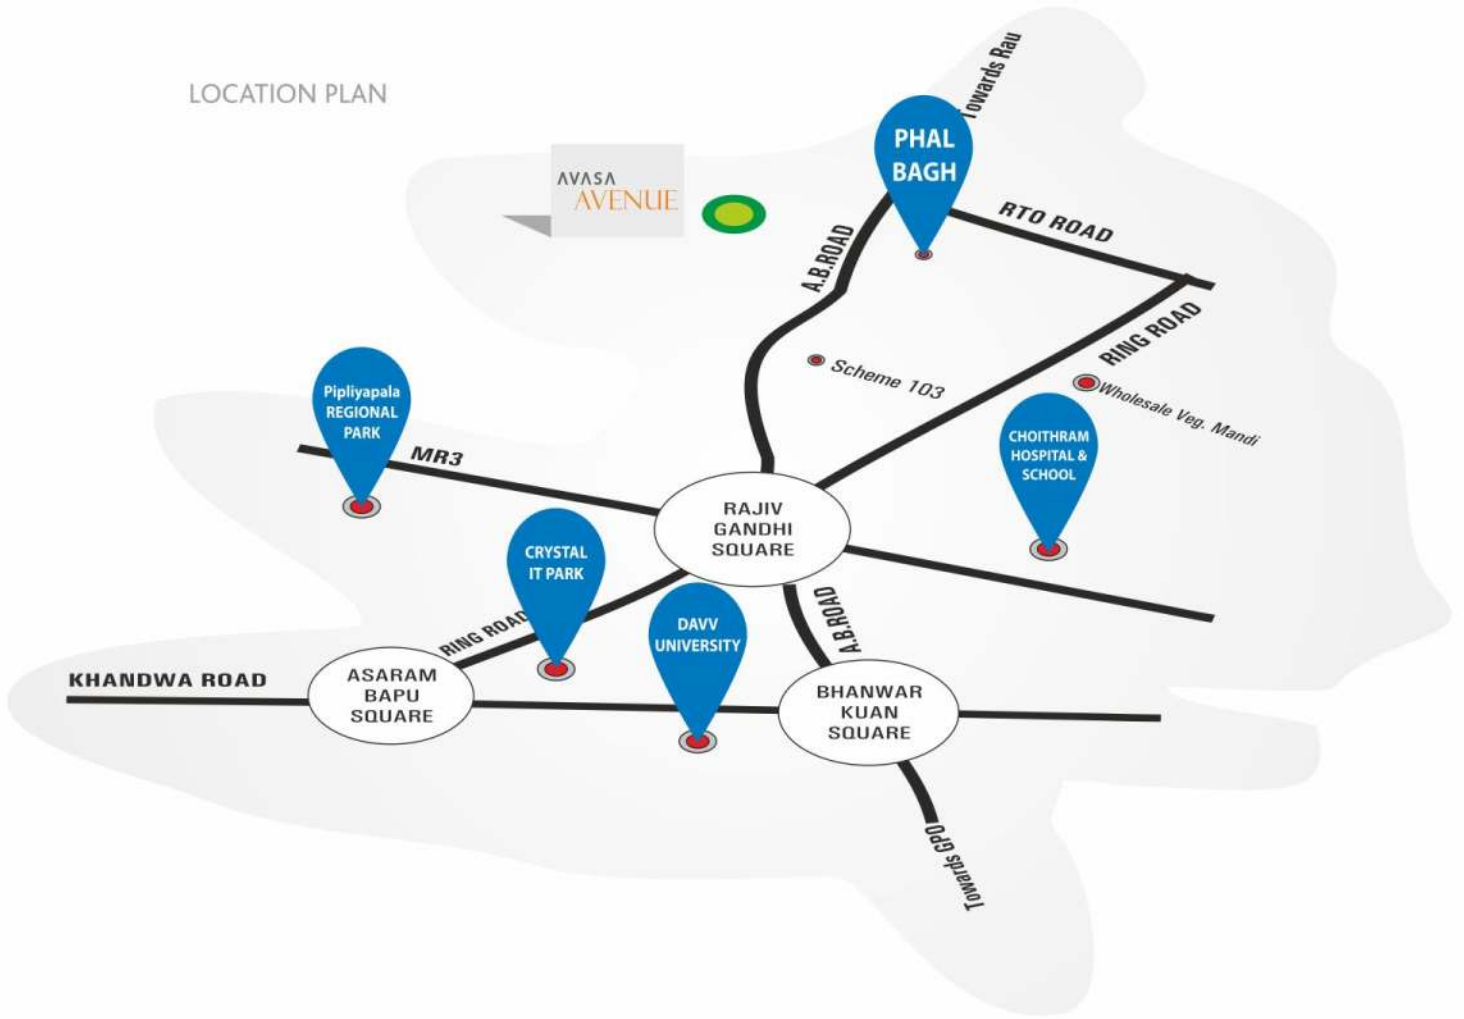 LOCATION PLAN
Towards Rau
PHAL
BAGH
AVASA
AVENUE
RTO ROAD
A.B.ROAD
RING ROAD
Scheme 103
Wholesale Veg. Mandi
Pipliyapala
REGIONAL
PARK
CHOITHRAM
HOSPITAL &
SCHOOL
MR3
RAJIV
GANDHI
SQUARE
CRYSTAL
IT PARK
RING ROAD
DAVV
UNIVERSITY
A.B.ROAD
KHANDWA ROAD
ASARAM
BAPU
SQUARE
BHANWAR
KUAN
SQUARE
Towards GPO